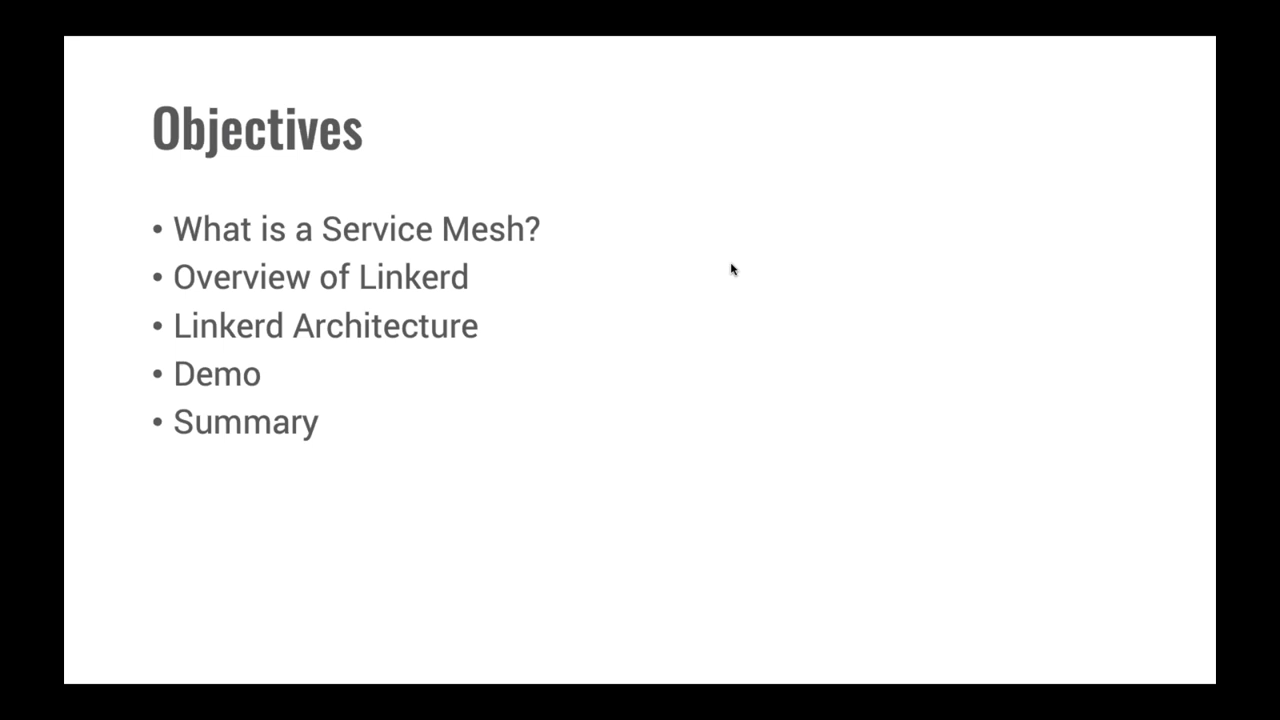 Objectives
• What is a Service Mesh?
• Overview of Linkerd
• Linkerd Architecture
• Demo
• Summary